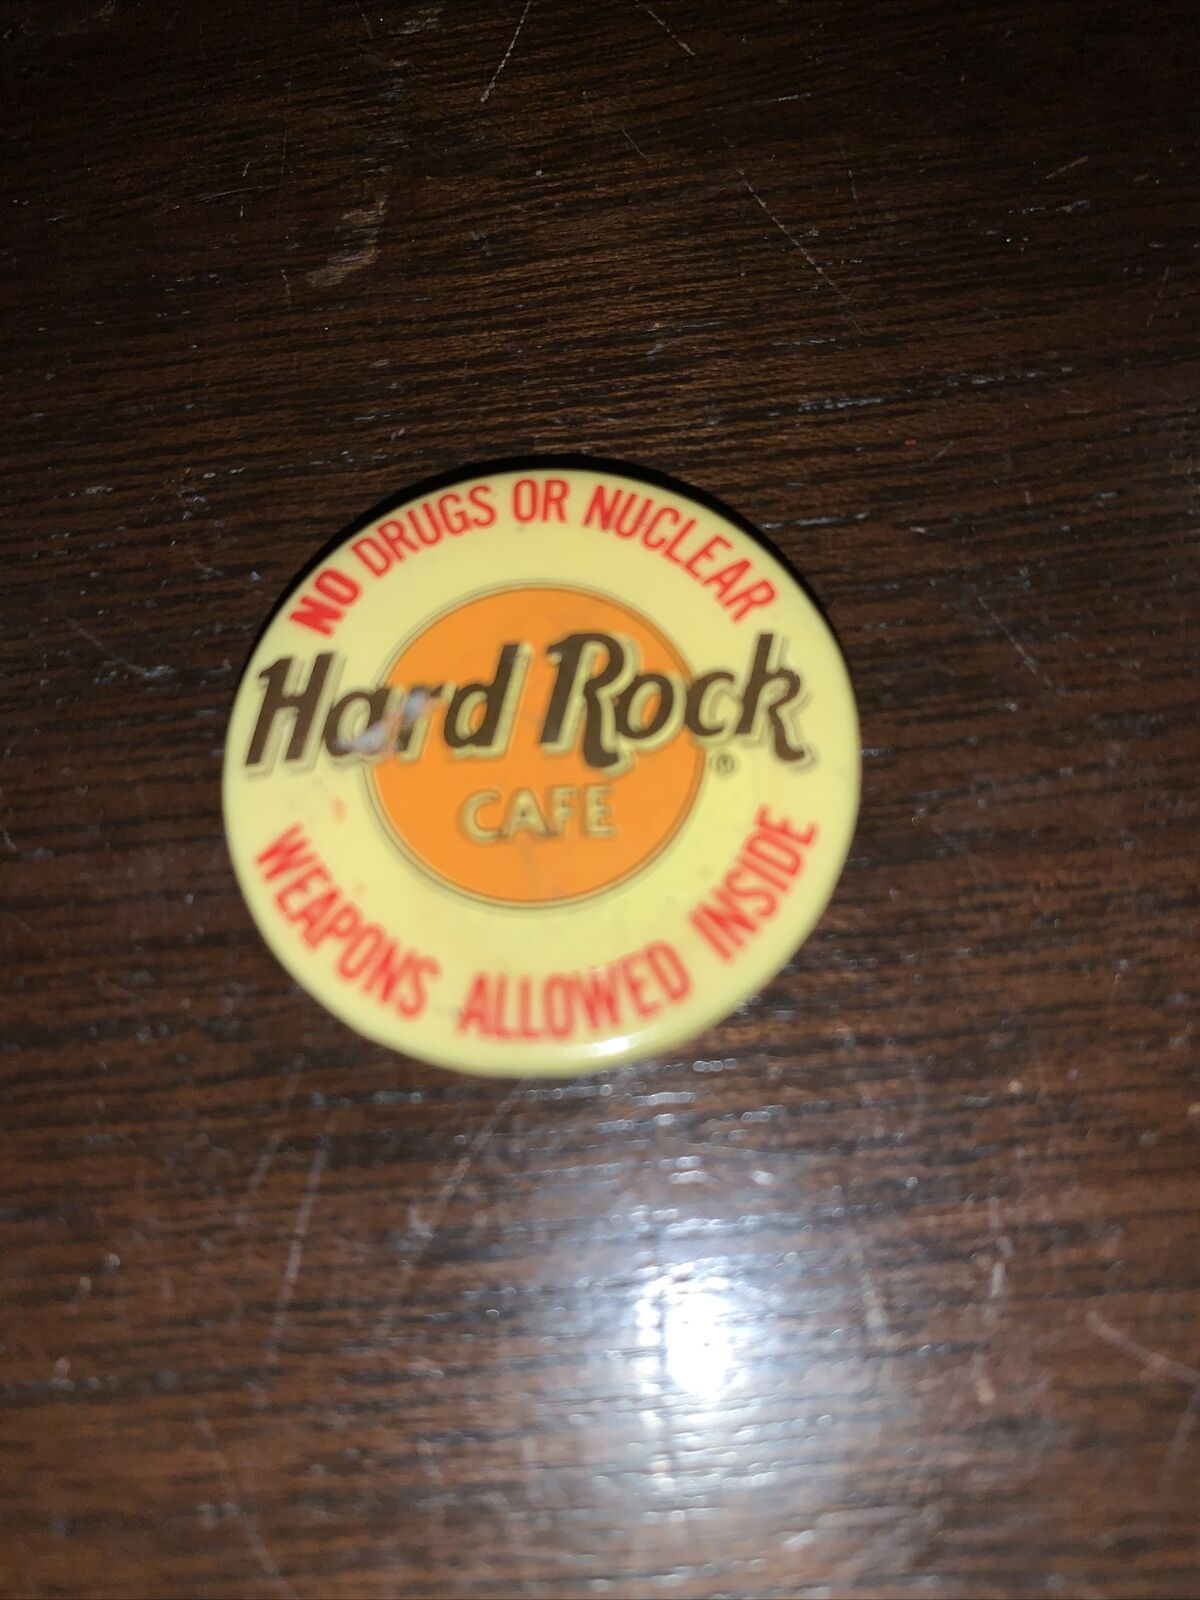 NO DRUGS OR NUCLEAR
Hard Rock
®
CAFE
WEAPONS ALLOWED INSIDE